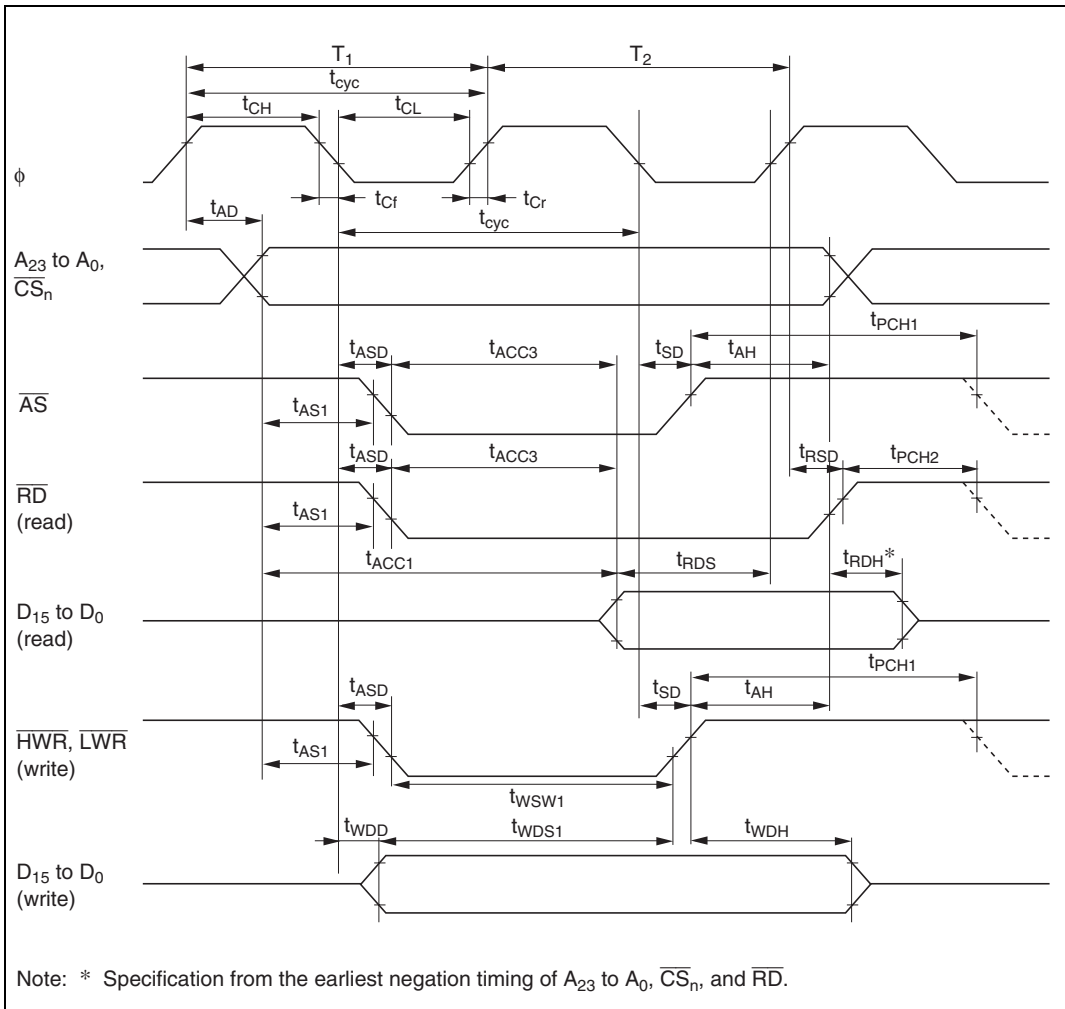 T1 T2
tcyc
tCH tCL
ϕ
tCf tCr
tAD tcyc
A23 to A0,
CSn
tPCH1
tASD tACC3 tSD tAH
AS
tAS1
tASD tACC3 tRSD tPCH2
RD
(read)
tAS1
tACC1 tRDS tRDH*
D15 to D0
(read)
tPCH1
tASD tSD tAH
HWR, LWR
(write)
tAS1
tWSW1
tWDD tWDS1 tWDH
D15 to D0
(write)
Note: * Specification from the earliest negation timing of A23 to A0, CSn, and RD.